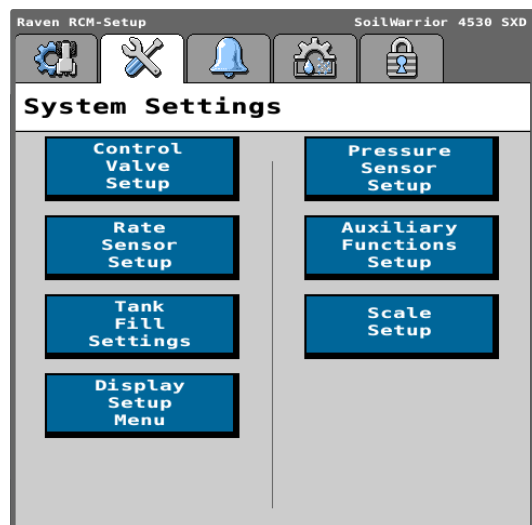 Raven RCM-Setup
SoilWarrior 4530 SXD
System Settings
Control
Valve
Setup
Rate
Sensor
Setup
Tank
Fill
Settings
Display
Setup
Menu
Pressure
Sensor
Setup
Auxiliary
Functions
Setup
Scale
Setup